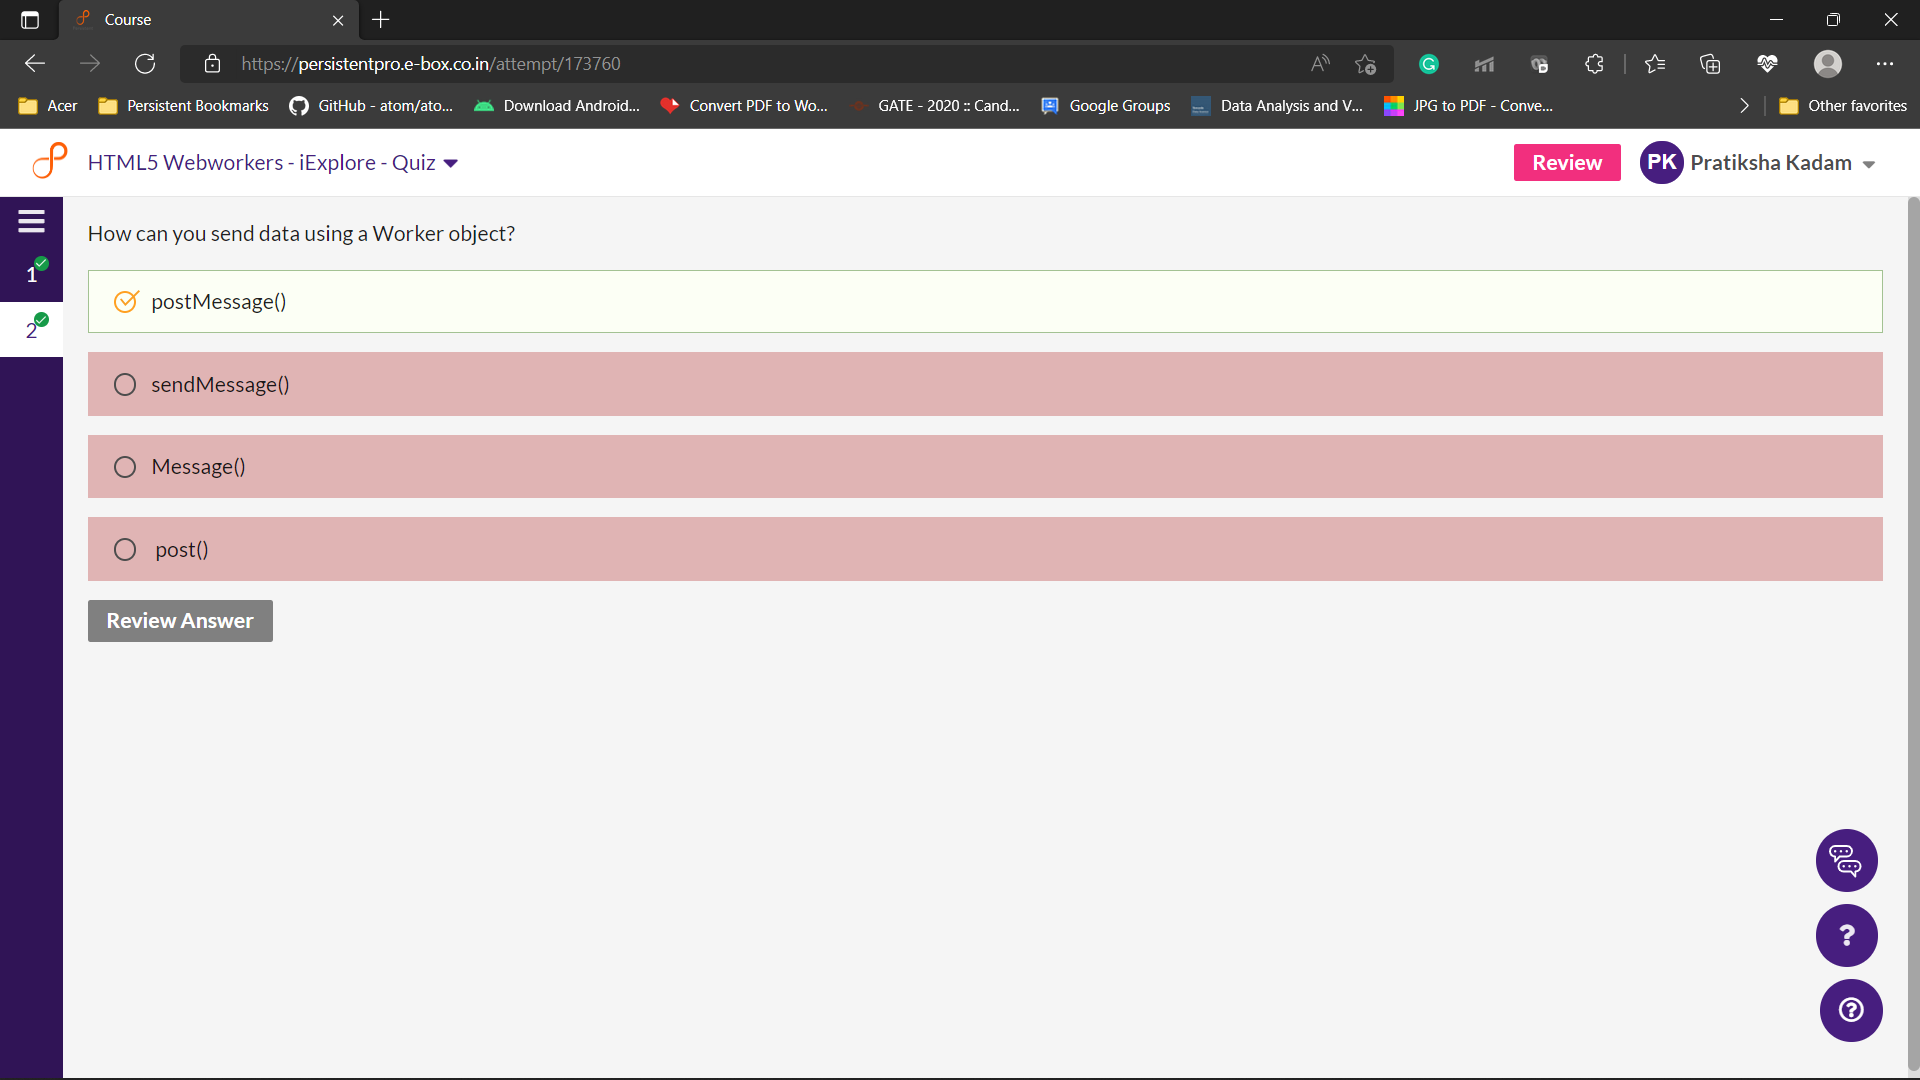 Course
https://persistentpro.e-box.co.in/attempt/173760
Acer
Persistent Bookmarks
GitHub - atom/ato...
Download Android...
Convert PDF to Wo...
GATE - 2020 :: Cand...
Google Groups
Data Analysis and V...
JPG to PDF - Conve...
Other favorites
HTML5 Webworkers - iExplore - Quiz
Review
PK
Pratiksha Kadam
How can you send data using a Worker object?
1
postMessage()
2
sendMessage()
Message()
post()
Review Answer